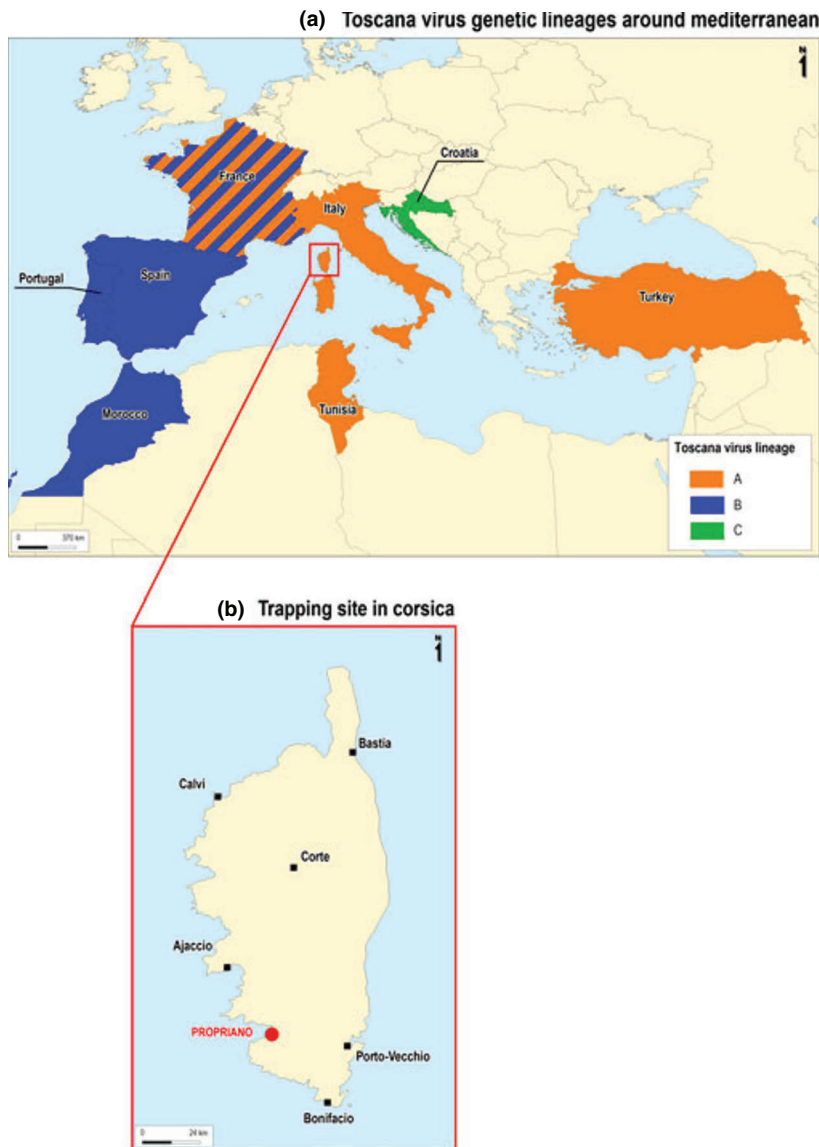 (a) Toscana virus genetic lineages around mediterranean
N
Croatia
France
Italy
Portugal
Spain
Turkey
Morocco
Tunisia
Toscana virus lineage
A
B
C
0 370 km
(b) Trapping site in corsica
N
Bastia
Calvi
Corte
Ajaccio
PROPRIANO
Porto-Vecchio
Bonifacio
0 24 km